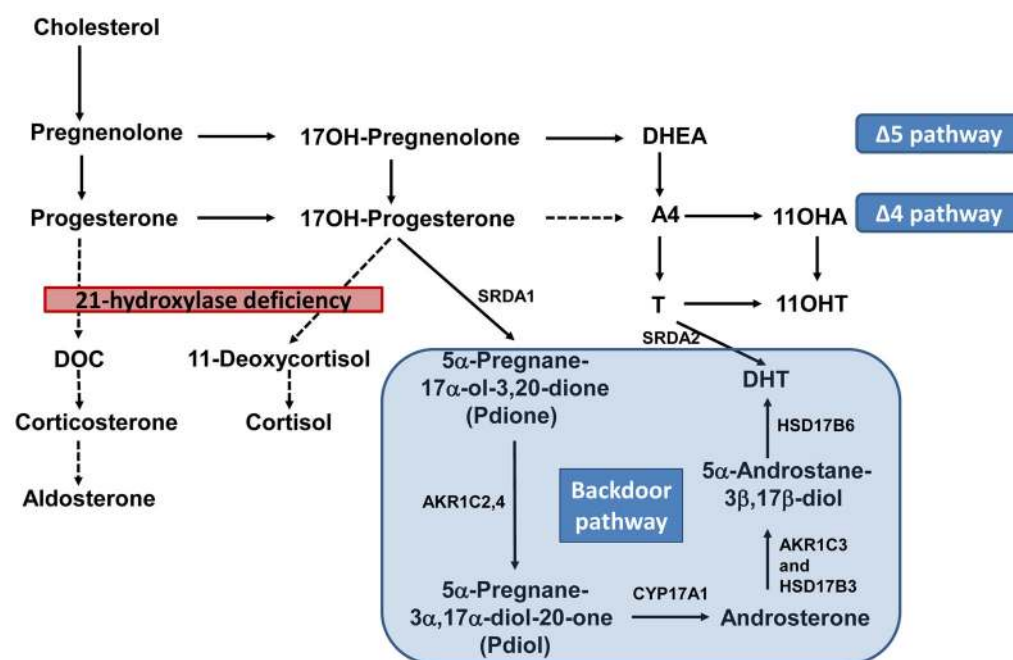 Cholesterol
Pregnenolone
17OH-Pregnenolone
DHEA
Δ5 pathway
Progesterone
17OH-Progesterone
A4
11OHA
Δ4 pathway
21-hydroxylase deficiency
SRDA1
T
11OHT
SRDA2
DOC
11-Deoxycortisol
5α-Pregnane-
17α-ol-3,20-dione
(Pdione)
DHT
Corticosterone
Cortisol
HSD17B6
Aldosterone
AKR1C2,4
Backdoor
pathway
5α-Androstane-
3β,17β-diol
AKR1C3
and
HSD17B3
5α-Pregnane-
3α,17α-diol-20-one
(Pdiol)
CYP17A1
Androsterone